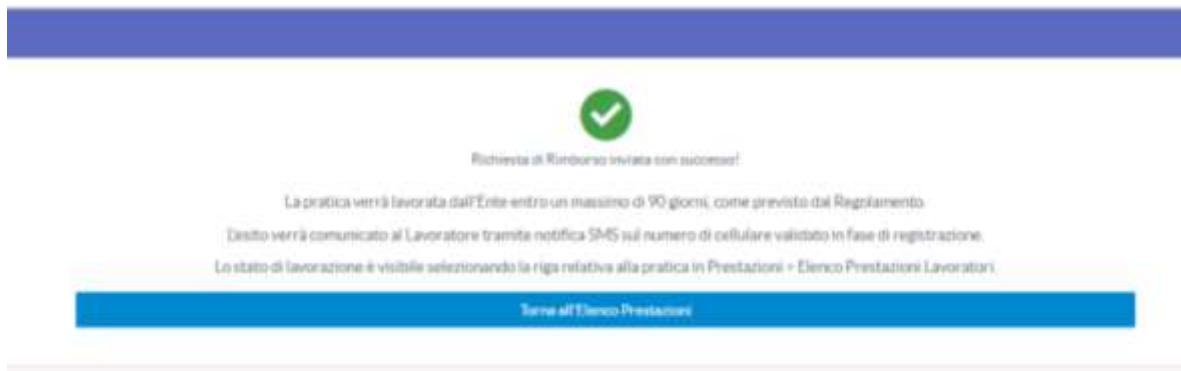 Richiesta di Rimborso inviata con successo!
La pratica verrà lavorata dall'Ente entro un massimo di 90 giorni, come previsto dal Regolamento.
L'esito verrà comunicato al Lavoratore tramite notifica SMS sul numero di cellulare validato in fase di registrazione.
Lo stato di lavorazione è visibile selezionando la riga relativa alla pratica in Prestazioni > Elenco Prestazioni Lavoratori.
Torna all'Elenco Prestazioni